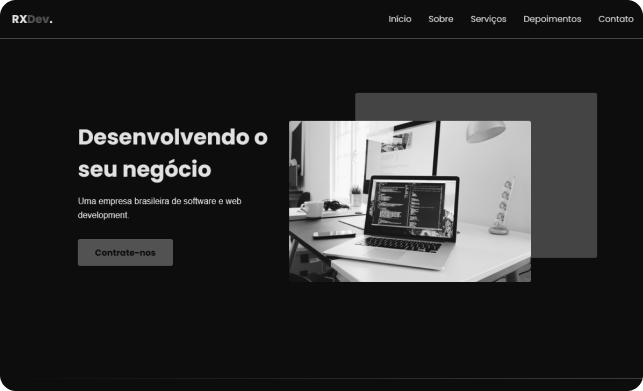 RXDev.
Início
Sobre
Serviços
Depoimentos
Contato
Desenvolvendo o
seu negócio
Uma empresa brasileira de software e web
development.
Contrate-nos